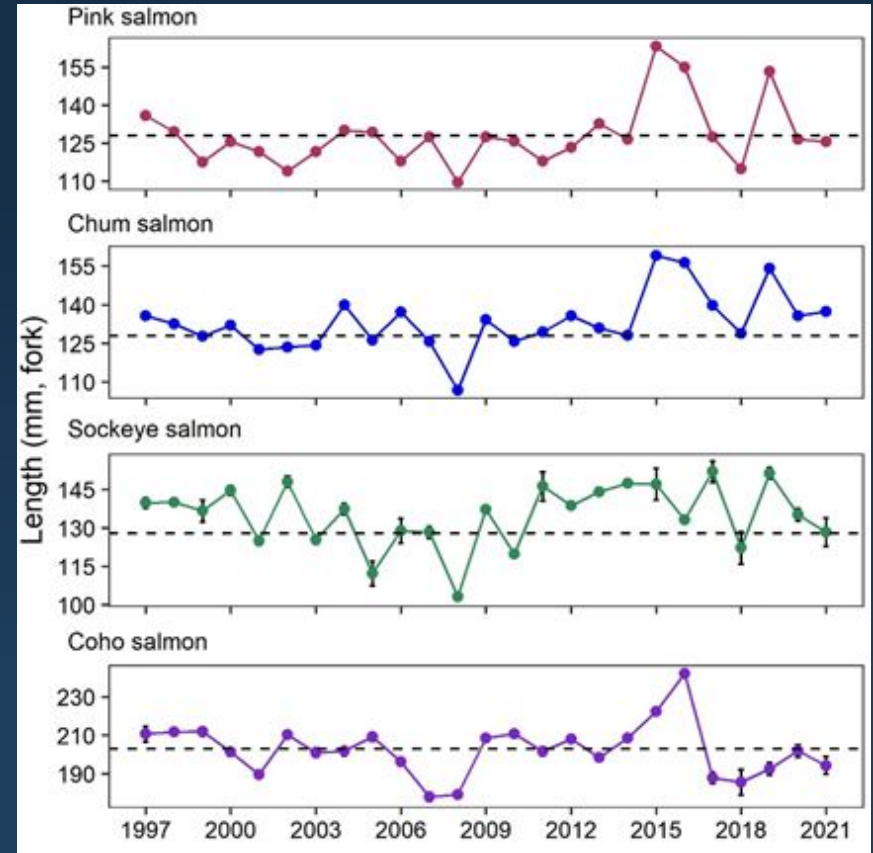 Pink salmon
155
140
125
110
Chum salmon
155
140
125
110
Length (mm, fork)
Sockeye salmon
145
130
115
100
Coho salmon
230
210
190
1997 2000 2003 2006 2009 2012 2015 2018 2021